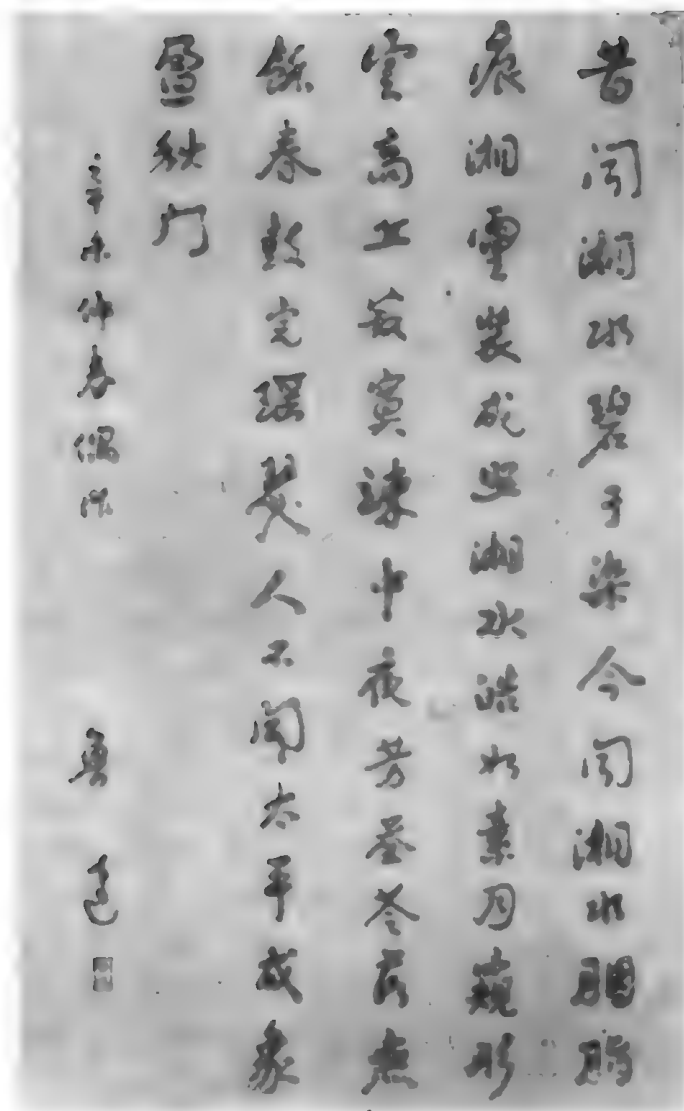 昔聞湘水碧于染今聞湘水胭脂
痕湘靈裝成照湘水皓如素月窺彤
雲高丘寂寞竦中夜芳荃苓落無
餘春鼓完瑤瑟人不聞太平成象
盈秋門
辛未仲春偶作 魯迅